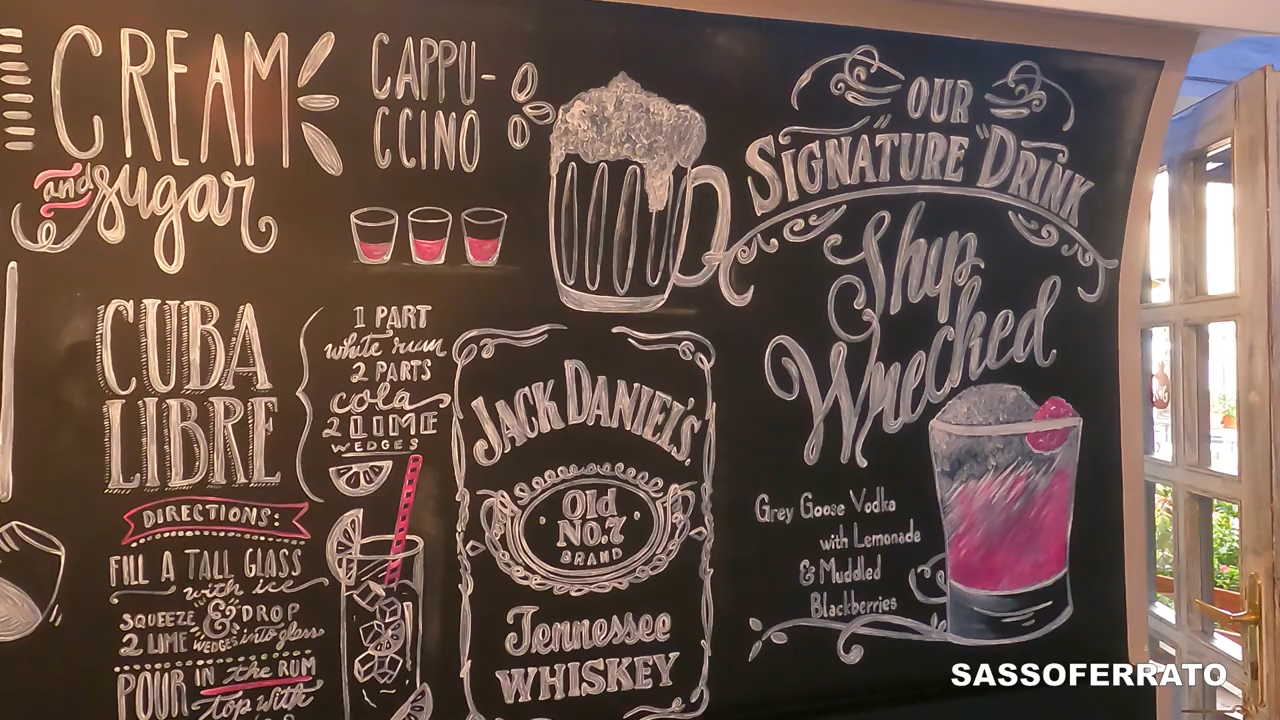 CREAM
and sugar
CAPPU-
CCINO
CUBA
LIBRE
1 PART
white rum
2 PARTS
cola
2 LIME
WEDGES
DIRECTIONS:
FILL A TALL GLASS
with ice
SQUEEZE & DROP
2 LIME WEDGES into glass
POUR IN the RUM
top with
JACK DANIEL'S
Old
No.7
BRAND
Tennessee
WHISKEY
OUR
"SIGNATURE" DRINK
Shyp
Wrecked
Grey Goose Vodka
with Lemonade
& Muddled
Blackberries
SASSOFERRATO